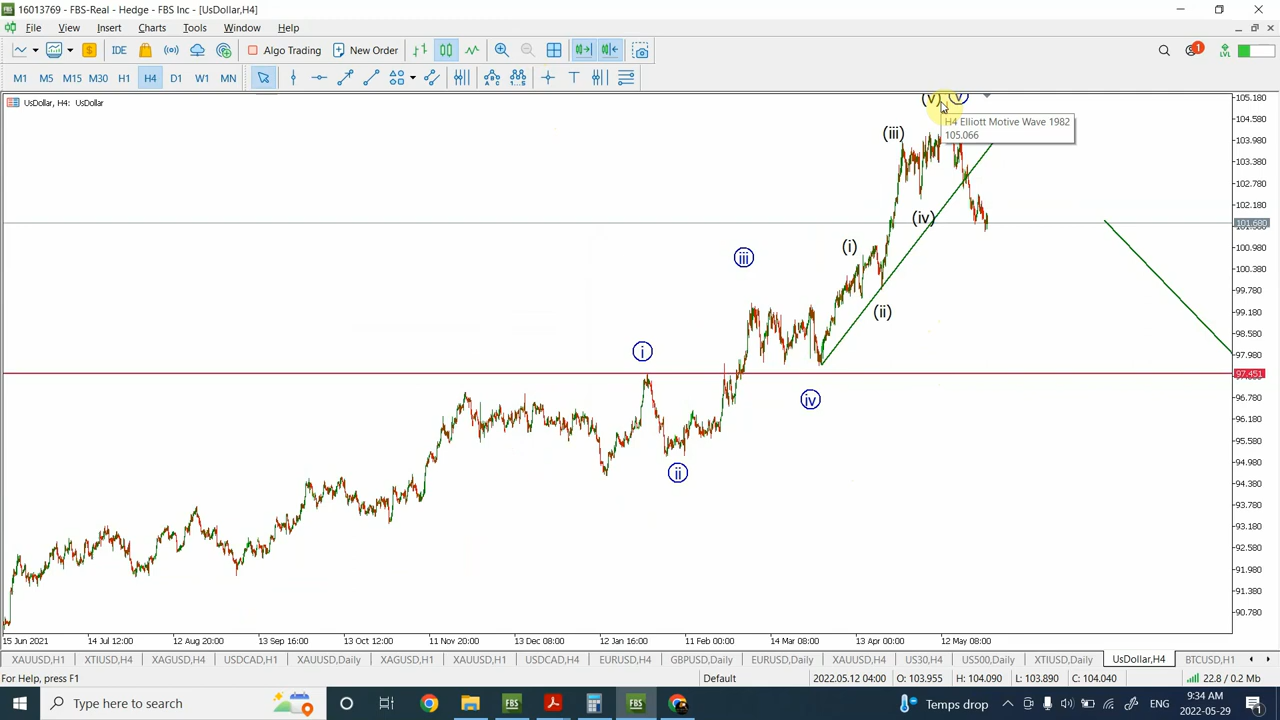 16013769 - FBS-Real - Hedge - FBS Inc - [UsDollar,H4]
File View Insert Charts Tools Window Help
IDE Algo Trading New Order 1 LVL
M1 M5 M15 M30 H1 H4 D1 W1 MN
UsDollar, H4: UsDollar
(v) v
H4 Elliott Motive Wave 1982
105.066
(iii)
(iv)
(i)
(ii)
iii
i
iv
ii
105.180
104.580
103.980
103.380
102.780
102.180
101.680
100.980
100.380
99.780
99.180
98.580
97.980
97.451
96.780
96.180
95.580
94.980
94.380
93.780
93.180
92.580
91.980
91.380
90.780
15 Jun 2021 14 Jul 12:00 12 Aug 20:00 13 Sep 16:00 13 Oct 12:00 11 Nov 20:00 13 Dec 08:00 12 Jan 16:00 11 Feb 00:00 14 Mar 08:00 13 Apr 00:00 12 May 08:00
XAUUSD,H1 XTIUSD,H4 XAGUSD,H4 USDCAD,H1 XAUUSD,Daily XAGUSD,H1 XAUUSD,H1 USDCAD,H4 EURUSD,H4 GBPUSD,Daily EURUSD,Daily XAUUSD,H4 US30,H4 US500,Daily XTIUSD,Daily UsDollar,H4 BTCUSD,H1
For Help, press F1 Default 2022.05.12 04:00 O: 103.955 H: 104.090 L: 103.890 C: 104.040 22.8 / 0.2 Mb
Type here to search FBS FBS Temps drop ENG 9:34 AM
2022-05-29 1